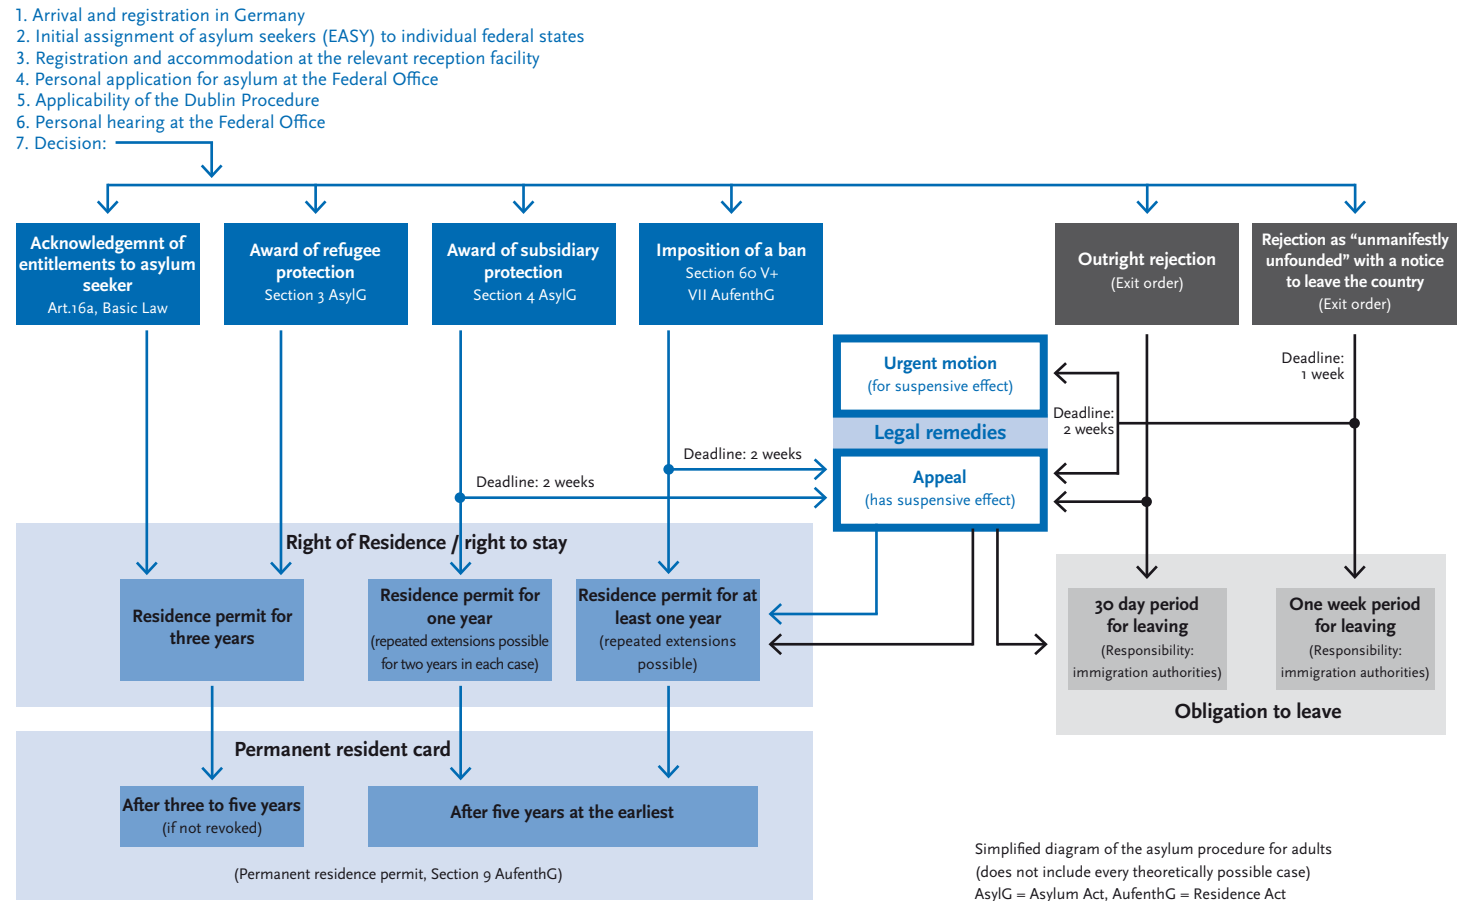 1. Arrival and registration in Germany
2. Initial assignment of asylum seekers (EASY) to individual federal states
3. Registration and accommodation at the relevant reception facility
4. Personal application for asylum at the Federal Office
5. Applicability of the Dublin Procedure
6. Personal hearing at the Federal Office
7. Decision:
Acknowledgemnt of
entitlements to asylum
seeker
Art.16a, Basic Law
Award of refugee
protection
Section 3 AsylG
Award of subsidiary
protection
Section 4 AsylG
Imposition of a ban
Section 60 V+
VII AufenthG
Outright rejection
(Exit order)
Rejection as “unmanifestly
unfounded” with a notice
to leave the country
(Exit order)
Urgent motion
(for suspensive effect)
Legal remedies
Appeal
(has suspensive effect)
Deadline:
1 week
Deadline:
2 weeks
Deadline: 2 weeks
Deadline: 2 weeks
Right of Residence / right to stay
Residence permit for
three years
Residence permit for
one year
(repeated extensions possible
for two years in each case)
Residence permit for at
least one year
(repeated extensions
possible)
30 day period
for leaving
(Responsibility:
immigration authorities)
One week period
for leaving
(Responsibility:
immigration authorities)
Obligation to leave
Permanent resident card
After three to five years
(if not revoked)
After five years at the earliest
(Permanent residence permit, Section 9 AufenthG)
Simplified diagram of the asylum procedure for adults
(does not include every theoretically possible case)
AsylG = Asylum Act, AufenthG = Residence Act